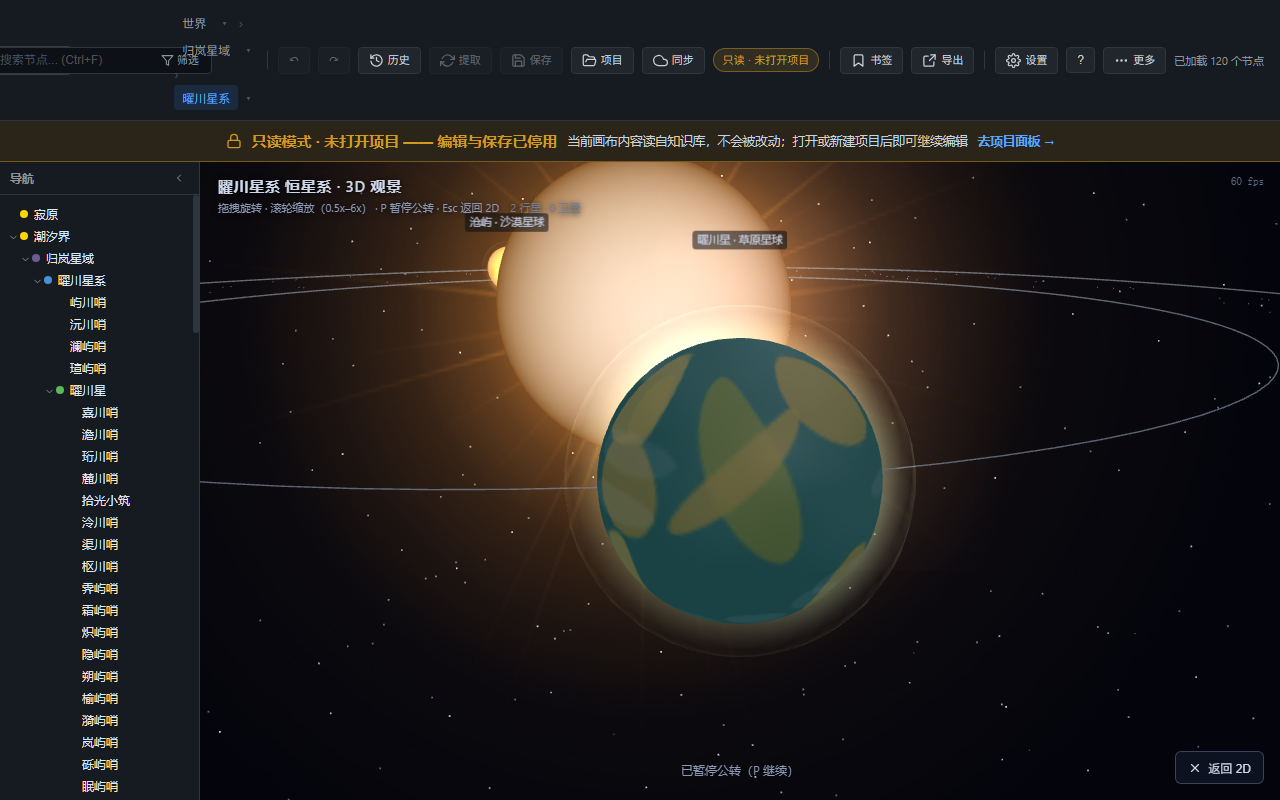 世界
归岚星域
曜川星系
搜索节点... (Ctrl+F)
筛选
历史
提取
保存
项目
同步
只读 · 未打开项目
书签
导出
设置
?
更多
已加载 120 个节点
只读模式 · 未打开项目 —— 编辑与保存已停用 当前画布内容读自知识库，不会被改动；打开或新建项目后即可继续编辑 去项目面板 →
导航
寂原
潮汐界
归岚星域
曜川星系
屿川哨
沅川哨
澜屿哨
瑄屿哨
曜川星
嘉川哨
澹川哨
珩川哨
麓川哨
拾光小筑
泠川哨
渠川哨
枢川哨
霁屿哨
霜屿哨
炽屿哨
隐屿哨
朔屿哨
榆屿哨
漪屿哨
岚屿哨
砾屿哨
眠屿哨
曜川星系 恒星系 · 3D 观景
拖拽旋转 · 滚轮缩放（0.5x–6x） · P 暂停公转 · Esc 返回 2D 2 行星
60 fps
沧屿 · 沙漠星球
曜川星 · 草原星球
已暂停公转（P 继续）
返回 2D